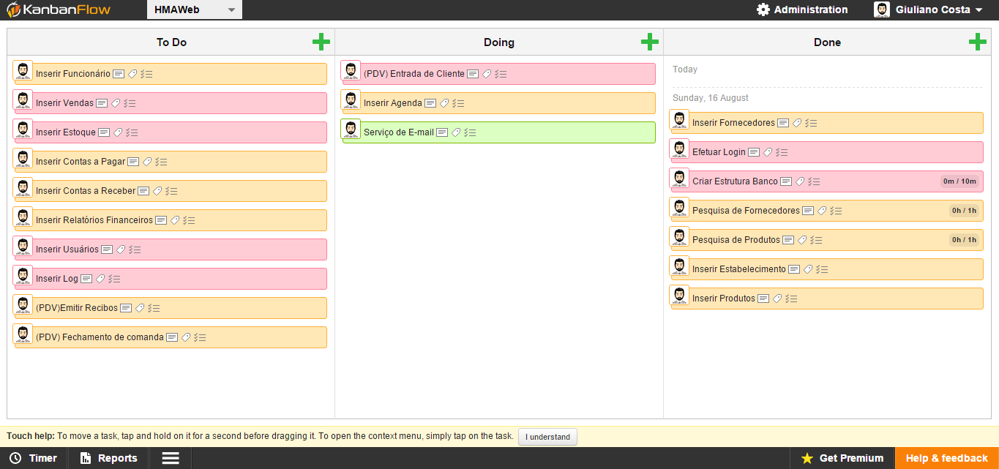 KanbanFlow HMAWeb Administration Giuliano Costa
To Do
Inserir Funcionário
Inserir Vendas
Inserir Estoque
Inserir Contas a Pagar
Inserir Contas a Receber
Inserir Relatórios Financeiros
Inserir Usuários
Inserir Log
(PDV)Emitir Recibos
(PDV) Fechamento de comanda
Doing
(PDV) Entrada de Cliente
Inserir Agenda
Serviço de E-mail
Done
Today
Sunday, 16 August
Inserir Fornecedores
Efetuar Login
Criar Estrutura Banco 0m / 10m
Pesquisa de Fornecedores 0h / 1h
Pesquisa de Produtos 0h / 1h
Inserir Estabelecimento
Inserir Produtos
Touch help: To move a task, tap and hold on it for a second before dragging it. To open the context menu, simply tap on the task. I understand
Timer Reports Get Premium Help & feedback